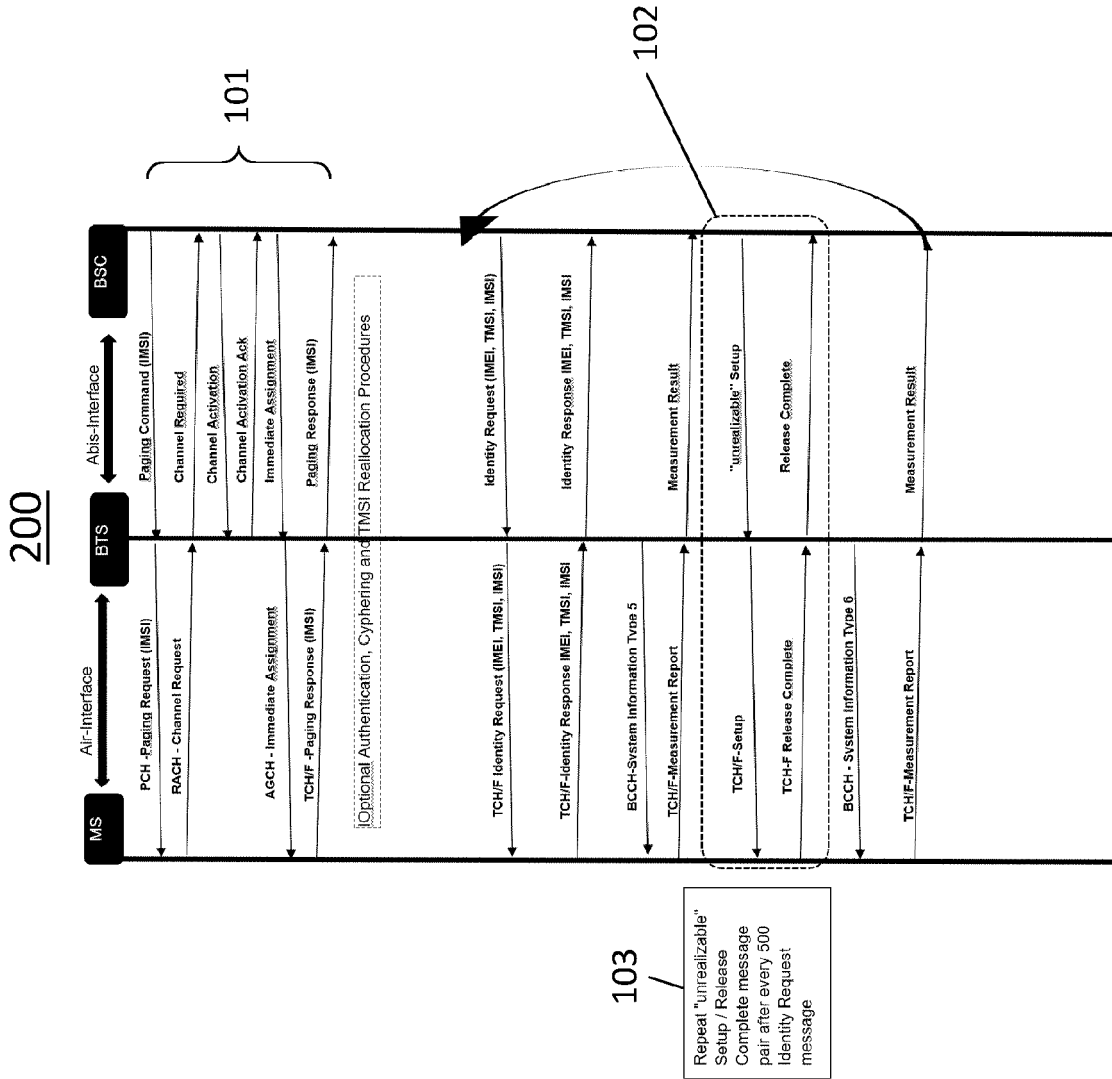 200
MS
BTS
BSC
Air-Interface
Abis-Interface
PCH -Paging Request (IMSI)
Paging Command (IMSI)
RACH - Channel Request
Channel Required
Channel Activation
Channel Activation Ack
AGCH - Immediate Assignment
Immediate Assignment
TCH/F -Paging Response (IMSI)
Paging Response (IMSI)
101
IOptional Authentication, Cyphering and TMSI Reallocation Procedures
TCH/F Identity Request (IMEI, TMSI, IMSI)
Identity Request (IMEI, TMSI, IMSI)
TCH/F-Identity Response IMEI, TMSI, IMSI
Identity Response IMEI, TMSI, IMSI
BCCH-System Information Type 5
TCH/F-Measurement Report
Measurement Result
102
TCH/F-Setup
"unrealizable" Setup
TCH-F Release Complete
Release Complete
BCCH - System Information Type 6
TCH/F-Measurement Report
Measurement Result
103
Repeat "unrealizable"
Setup / Release
Complete message
pair after every 500
Identity Request
message